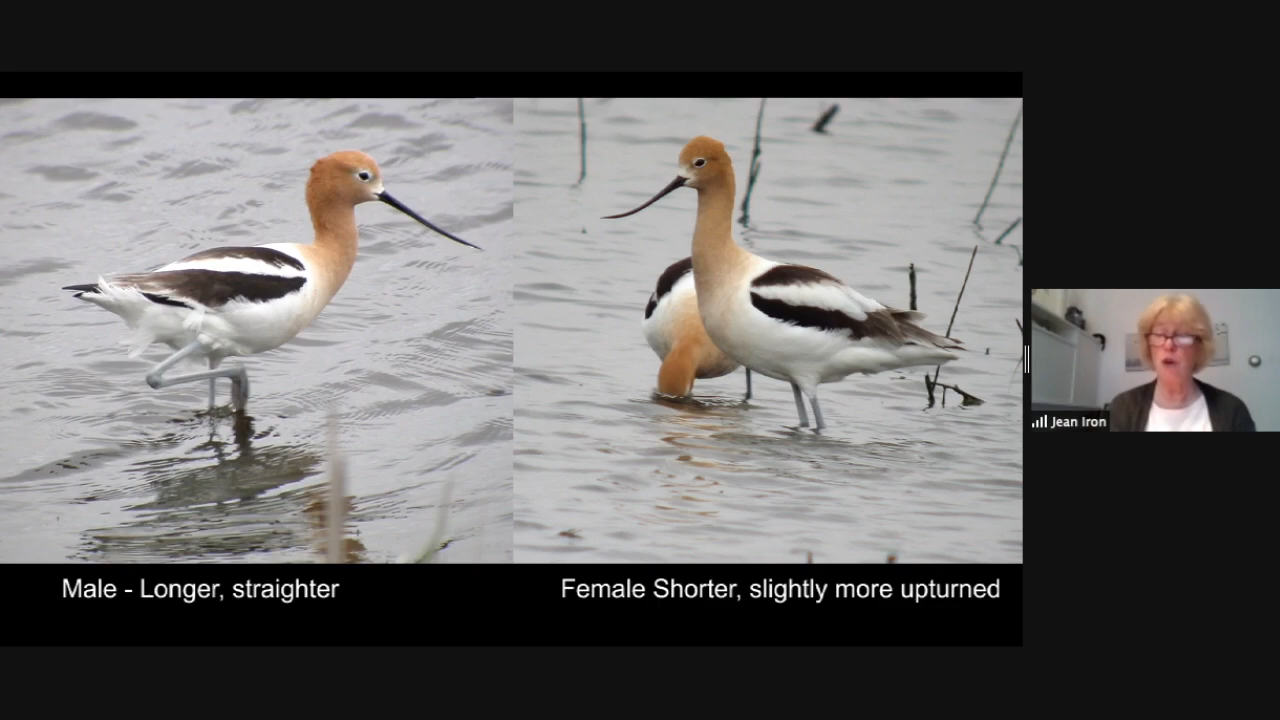 Male - Longer, straighter
Female Shorter, slightly more upturned
Jean Iron